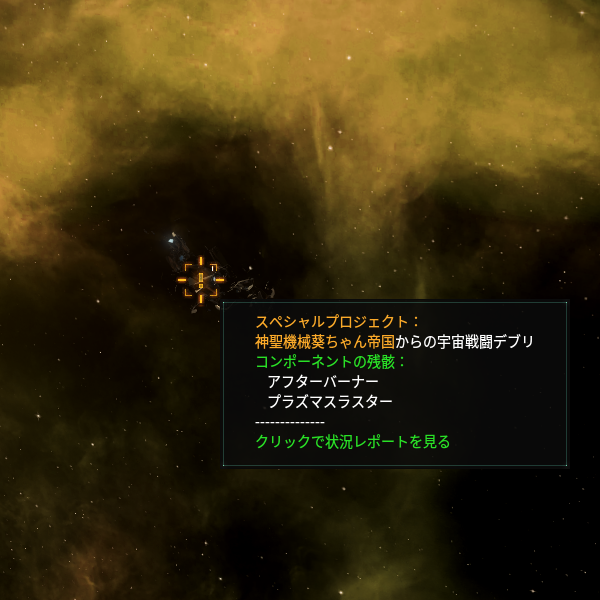 スペシャルプロジェクト：
神聖機械葵ちゃん帝国からの宇宙戦闘デブリ
コンポーネントの残骸：
アフターバーナー
プラズマスラスター
--------------
クリックで状況レポートを見る